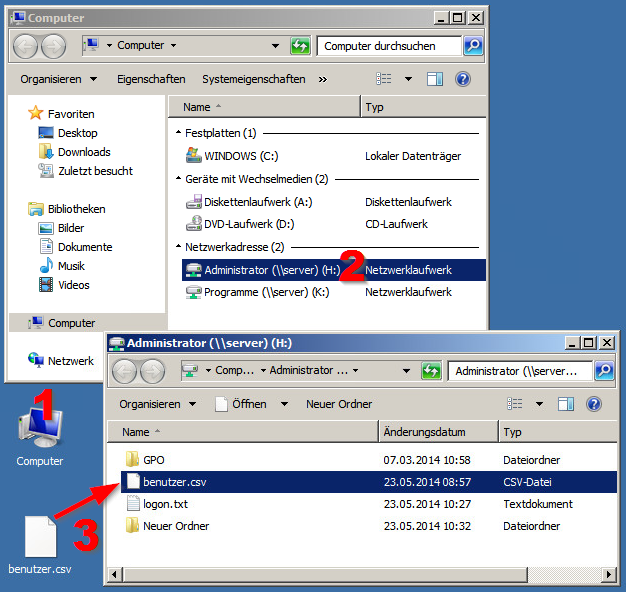 Computer
Computer
Computer durchsuchen
Organisieren Eigenschaften Systemeigenschaften »
Name Typ
Favoriten
Desktop
Downloads
Zuletzt besucht
Bibliotheken
Bilder
Dokumente
Musik
Videos
Computer
Netzwerk
Festplatten (1)
WINDOWS (C:) Lokaler Datenträger
Geräte mit Wechselmedien (2)
Diskettenlaufwerk (A:) Diskettenlaufwerk
DVD-Laufwerk (D:) CD-Laufwerk
Netzwerkadresse (2)
Administrator (\\server) (H:) 2 Netzwerklaufwerk
Programme (\\server) (K:) Netzwerklaufwerk
1
Computer
3
benutzer.csv
Administrator (\\server) (H:)
Comp... Administrator ...
Administrator (\\server...
Organisieren Öffnen Neuer Ordner
Name Änderungsdatum Typ
GPO 07.03.2014 10:58 Dateiordner
benutzer.csv 23.05.2014 08:57 CSV-Datei
logon.txt 23.05.2014 10:27 Textdokument
Neuer Ordner 23.05.2014 10:32 Dateiordner